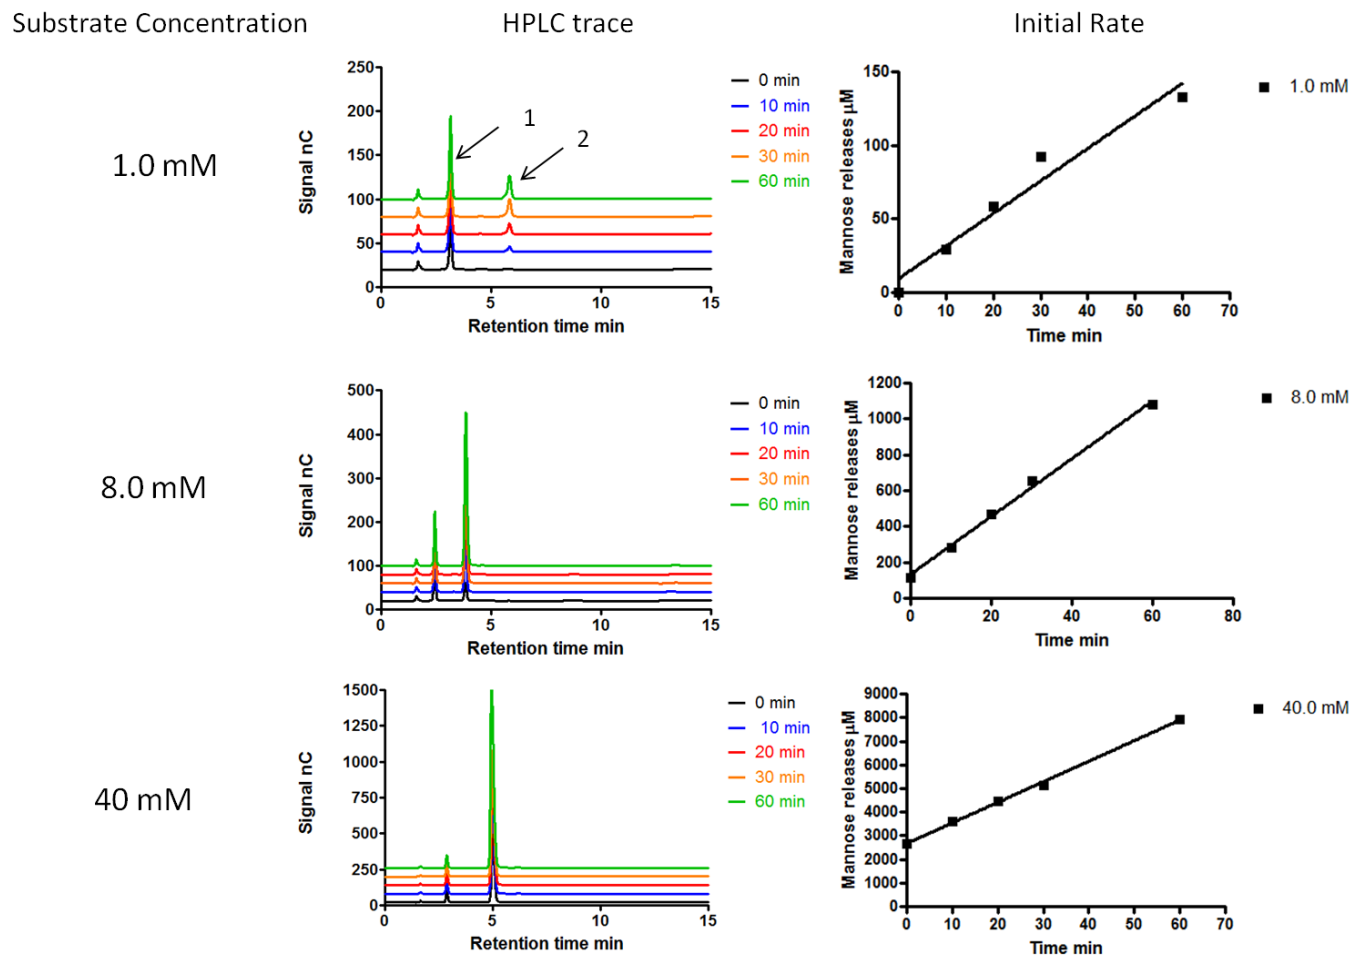 Substrate Concentration
HPLC trace
Initial Rate
1.0 mM
Signal nC
250
200
150
100
50
0
0
5
10
15
Retention time min
1
2
0 min
10 min
20 min
30 min
60 min
Mannose releases µM
150
100
50
0
0
10
20
30
40
50
60
70
Time min
1.0 mM
8.0 mM
Signal nC
500
400
300
200
100
0
0
5
10
15
Retention time min
0 min
10 min
20 min
30 min
60 min
Mannose releases µM
1200
1000
800
600
400
200
0
0
20
40
60
80
Time min
8.0 mM
40 mM
Signal nC
1500
1250
1000
750
500
250
0
0
5
10
15
Retention time min
0 min
10 min
20 min
30 min
60 min
Mannose releases µM
9000
8000
7000
6000
5000
4000
3000
2000
1000
0
0
10
20
30
40
50
60
70
Time min
40.0 mM